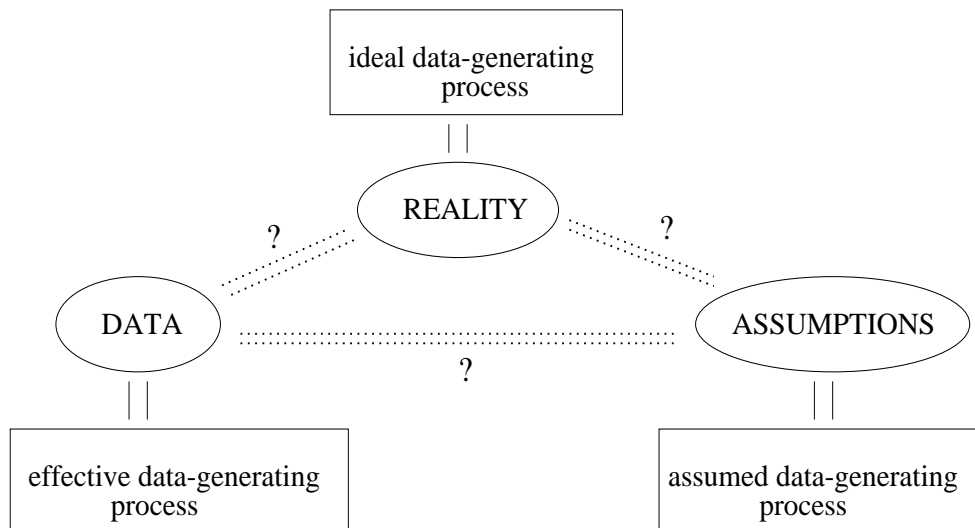 ideal data-generating
process
REALITY
?
?
DATA
ASSUMPTIONS
?
effective data-generating
process
assumed data-generating
process